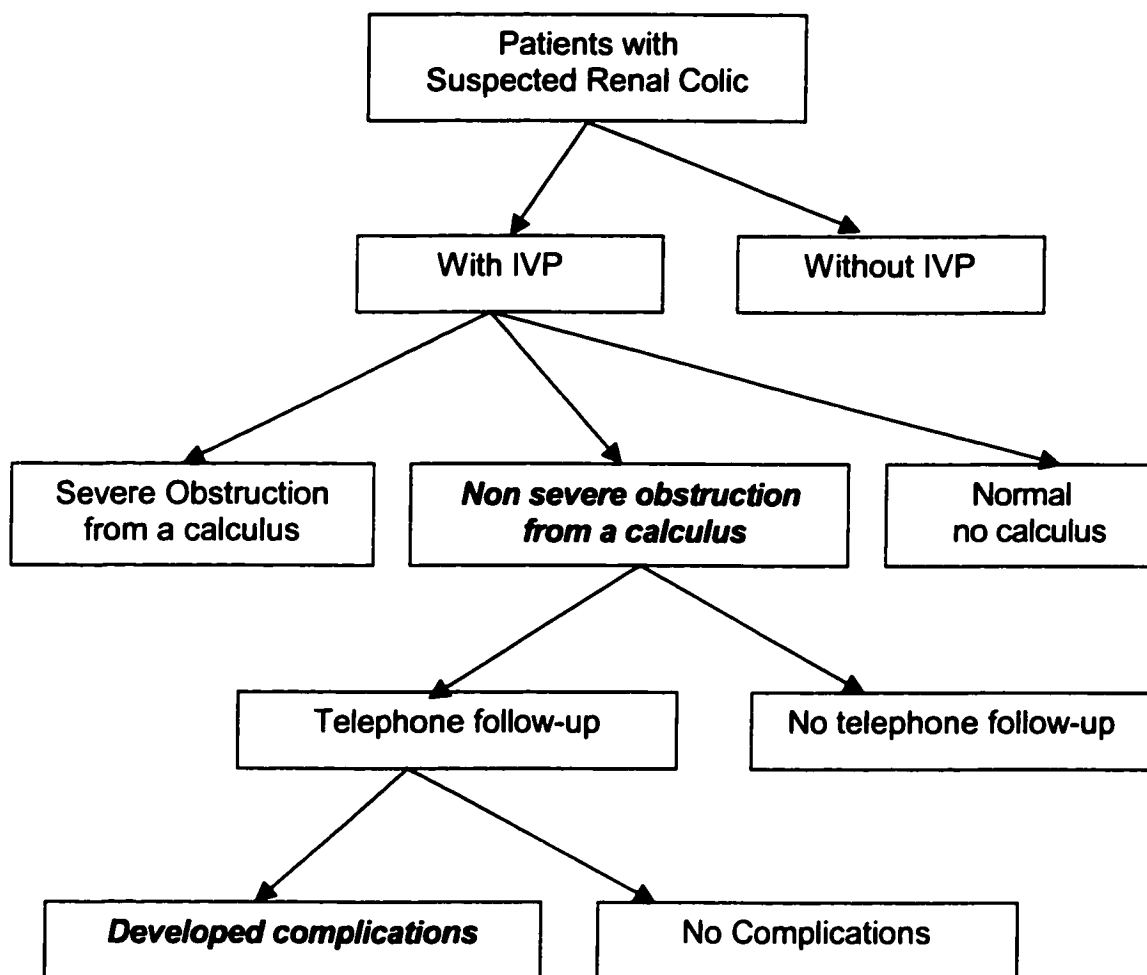 Patients with
Suspected Renal Colic
With IVP
Without IVP
Severe Obstruction
from a calculus
Non severe obstruction
from a calculus
Normal
no calculus
Telephone follow-up
No telephone follow-up
Developed complications
No Complications